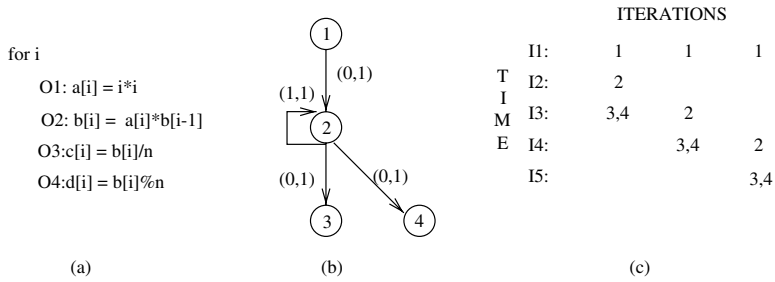 for i
O1: a[i] = i*i
O2: b[i] = a[i]*b[i-1]
O3:c[i] = b[i]/n
O4:d[i] = b[i]%n
(a)
1
(0,1)
(1,1)
2
(0,1)
(0,1)
3
4
(b)
ITERATIONS
T
I
M
E
I1: 1 1 1
I2: 2
I3: 3,4 2
I4: 3,4 2
I5: 3,4
(c)